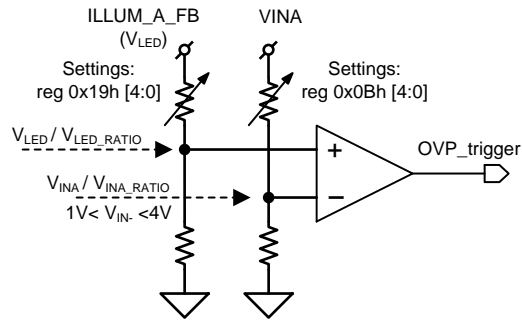 ILLUM_A_FB
(VLED)
VINA
Settings:
reg 0x19h [4:0]
Settings:
reg 0x0Bh [4:0]
VLED / VLED_RATIO
VINA / VINA_RATIO
1V< VIN- <4V
+
−
OVP_trigger